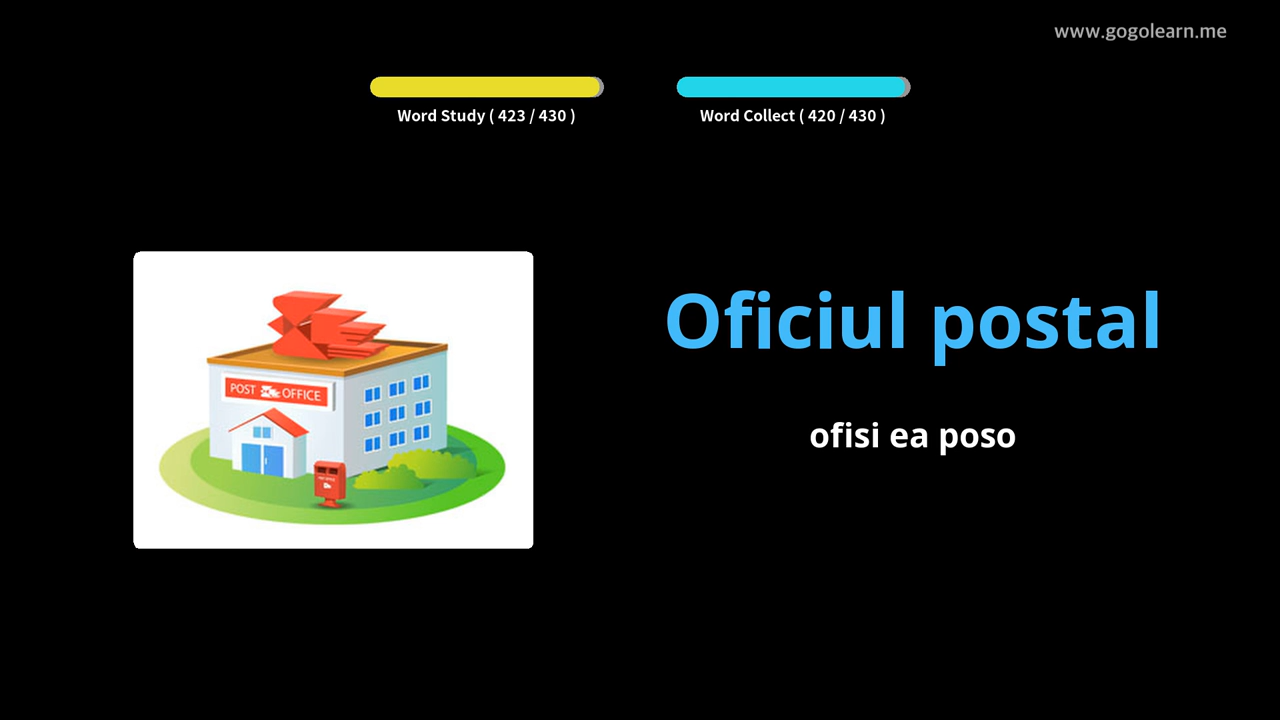 www.gogolearn.me
Word Study ( 423 / 430 )
Word Collect ( 420 / 430 )
Oficiul postal
POST OFFICE
ofisi ea poso